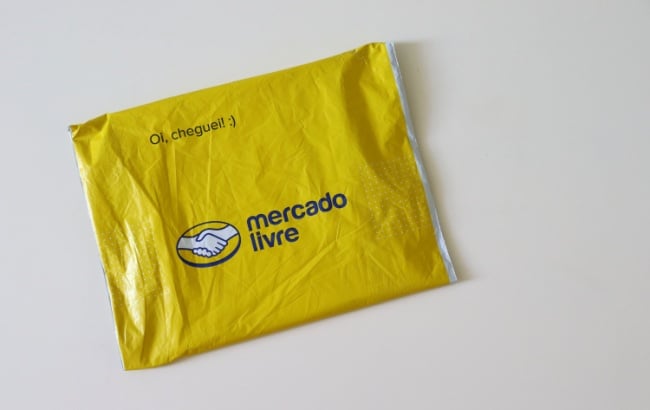 Oi, cheguei! :)
mercado
livre